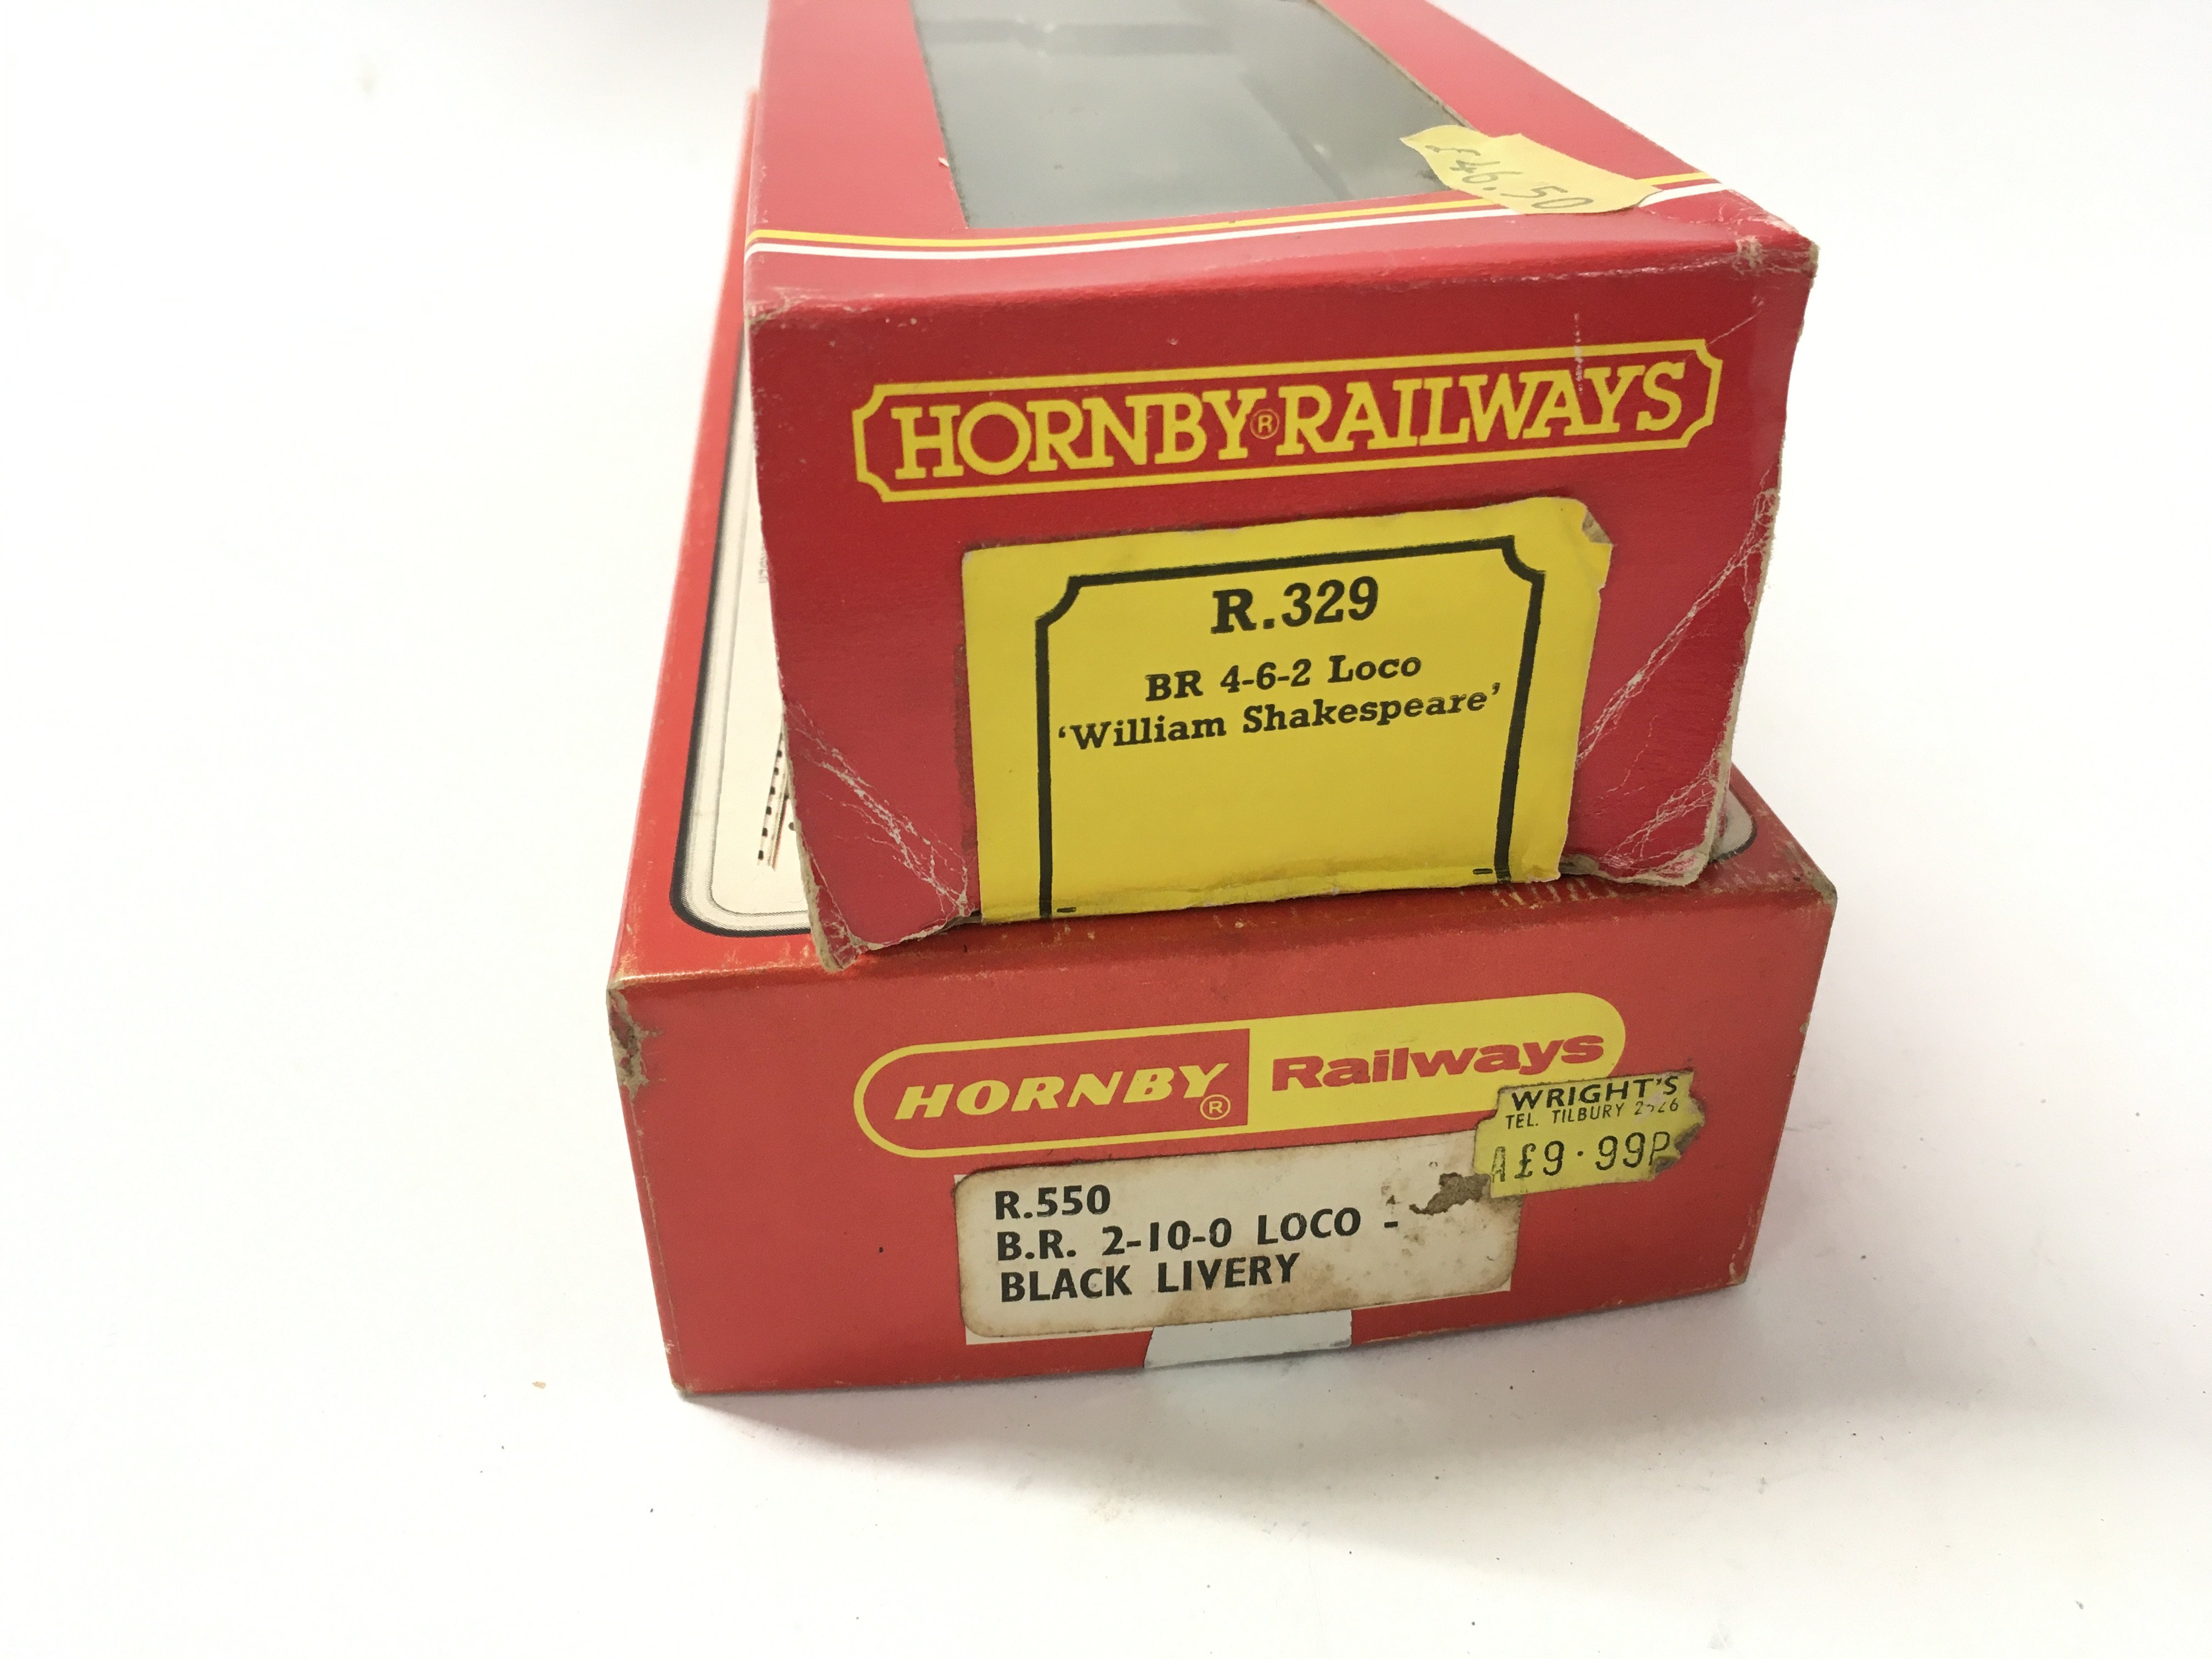 £46.50
HORNBY® RAILWAYS
R.329
BR 4-6-2 Loco
‘William Shakespeare’
HORNBY® Railways
WRIGHT'S
TEL. TILBURY
A£9·99P
R.550
B.R. 2-10-0 LOCO -
BLACK LIVERY